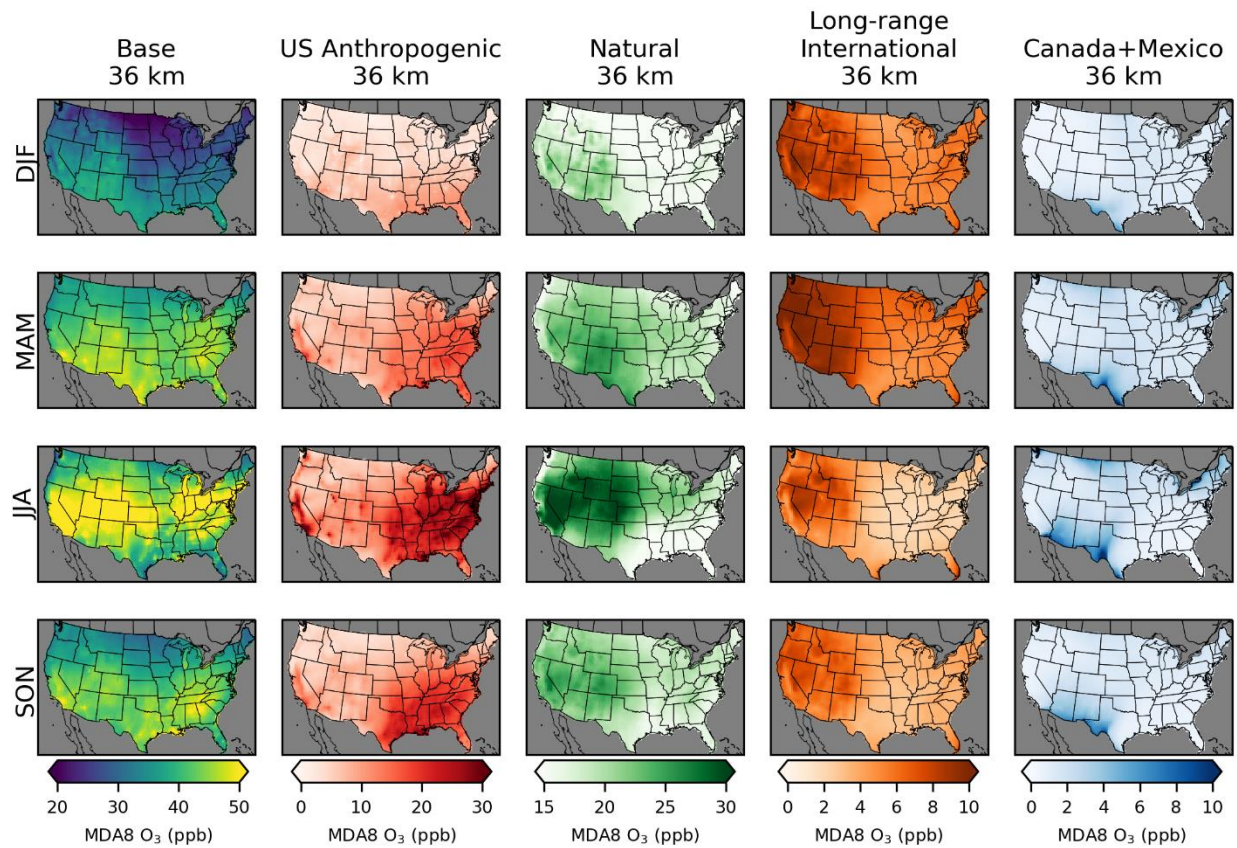 Base
36 km
US Anthropogenic
36 km
Natural
36 km
Long-range
International
36 km
Canada+Mexico
36 km
DJF
MAM
JJA
SON
20 30 40 50
MDA8 O₃ (ppb)
0 10 20 30
MDA8 O₃ (ppb)
15 20 25 30
MDA8 O₃ (ppb)
0 2 4 6 8 10
MDA8 O₃ (ppb)
0 2 4 6 8 10
MDA8 O₃ (ppb)